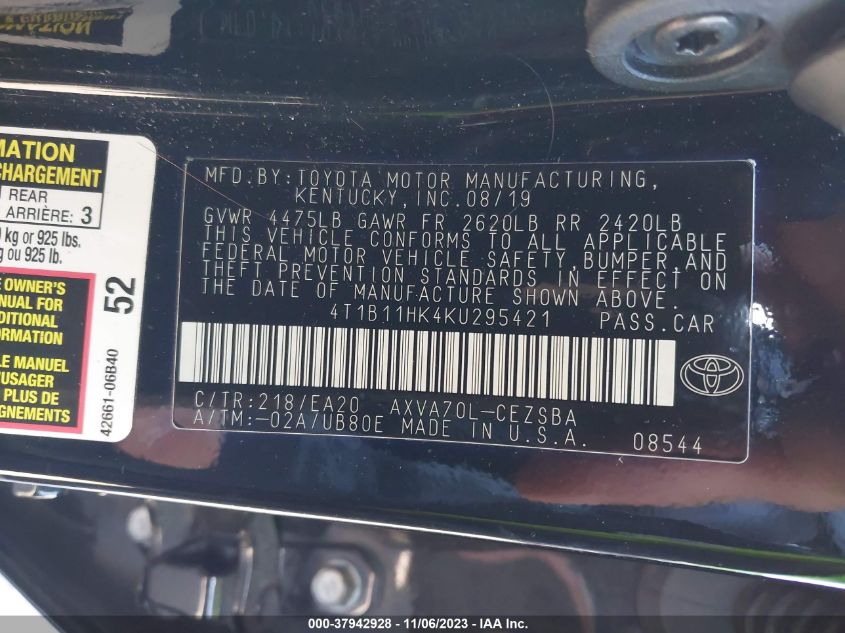 MATION
CHARGEMENT
REAR
ARRIÈRE: 3
kg or 925 lbs.
ou 925 lb.
OWNER'S
MANUAL FOR
DITIONAL
FORMATION
LE MANUEL
PLUS DE
52
42661-06B40
MFD.BY:TOYOTA MOTOR MANUFACTURING,
KENTUCKY, INC.08/19
GVWR 4475LB GAWR FR 2620LB RR 2420LB
THIS VEHICLE CONFORMS TO ALL APPLICABLE
FEDERAL MOTOR VEHICLE SAFETY,BUMPER,AND
THEFT PREVENTION STANDARDS IN EFFECT ON
THE DATE OF MANUFACTURE SHOWN ABOVE.
4T1B11HK4KU295421 PASS.CAR
C/TR:218/EA20 AXVA70L-CEZSBA
A/TM:-02A/UB80E MADE IN U.S.A. 08544
000-37942928 - 11/06/2023 - IAA Inc.